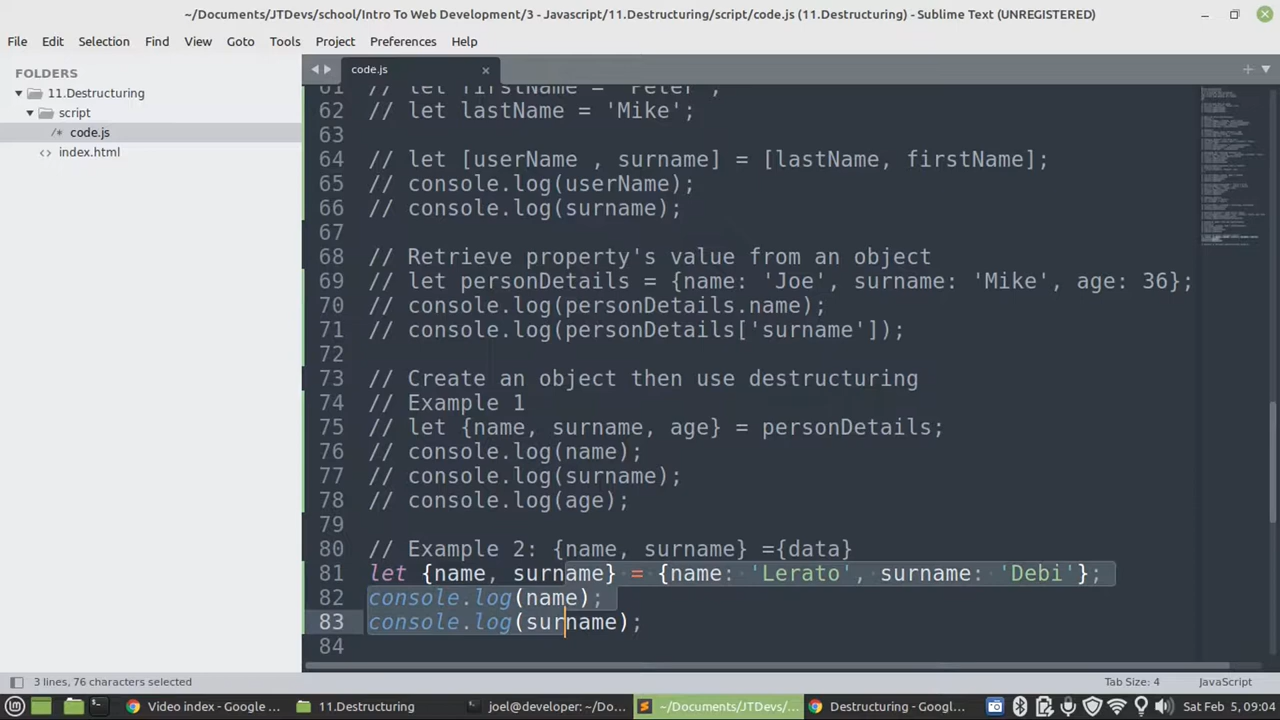 ~/Documents/JTDevs/school/Intro To Web Development/3 - Javascript/11.Destructuring/script/code.js (11.Destructuring) - Sublime Text (UNREGISTERED)
File Edit Selection Find View Goto Tools Project Preferences Help
FOLDERS
11.Destructuring
script
/* code.js
<> index.html
code.js
61 // let firstName = 'Peter';
62 // let lastName = 'Mike';
63
64 // let [userName , surname] = [lastName, firstName];
65 // console.log(userName);
66 // console.log(surname);
67
68 // Retrieve property's value from an object
69 // let personDetails = {name: 'Joe', surname: 'Mike', age: 36};
70 // console.log(personDetails.name);
71 // console.log(personDetails['surname']);
72
73 // Create an object then use destructuring
74 // Example 1
75 // let {name, surname, age} = personDetails;
76 // console.log(name);
77 // console.log(surname);
78 // console.log(age);
79
80 // Example 2: {name, surname} ={data}
81 let {name, surname} = {name: 'Lerato', surname: 'Debi'};
82 console.log(name);
83 console.log(surname);
84
3 lines, 76 characters selected Tab Size: 4 JavaScript
Video index - Google ... 11.Destructuring joel@developer: ~/Do... ~/Documents/JTDevs/... Destructuring - Googl... Sat Feb 5, 09:04